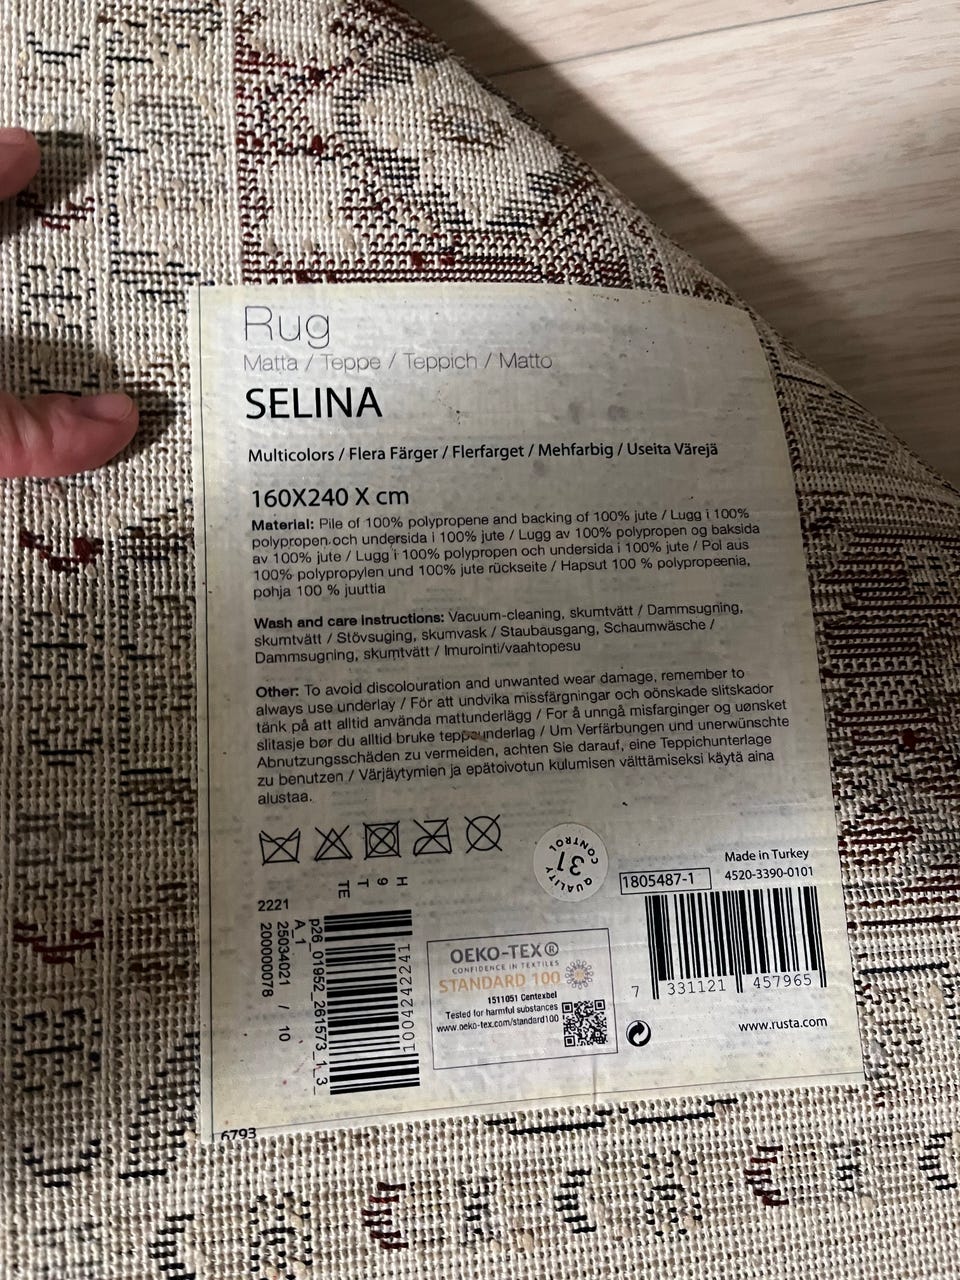 Rug
Matta / Teppe / Teppich / Matto
SELINA
Multicolors / Flera Färger / Flerfarget / Mehfarbig / Useita Värejä
160X240 X cm
Material: Pile of 100% polypropene and backing of 100% jute / Lugg i 100%
polypropen.och undersida i 100% jute / Lugg av 100% polypropen og baksida
av 100% jute / Lugg i 100% polypropen och undersida i 100% jute / Pol aus
100% polypropylen und 100% jute rückseite / Hapsut 100 % polypropeenia,
pohja 100 % juuttia
Wash and care instructions: Vacuum-cleaning, skumtvätt / Dammsugning,
skumtvätt / Stövsuging, skumvask / Staubausgang, Schaumwäsche /
Dammsugning, skumtvätt / Imurointi/vaahtopesu
Other: To avoid discolouration and unwanted wear damage, remember to
always use underlay / För att undvika missfärgningar och oönskade slitskador
tänk på att alltid använda mattunderlägg / For å unngå misfarginger og uønsket
slitasje bør du alltid bruke teppeunderlag / Um Verfärbungen und unerwünschte
Abnutzungsschäden zu vermeiden, achten Sie darauf, eine Teppichunterlage
zu benutzen / Värjäytymien ja epätoivotun kulumisen välttämiseksi käytä aina
alustaa.
QUALITY
31
CONTROL
Made in Turkey
1805487-1
4520-3390-0101
H
9
T
TE
2221
p26_01952_261573_1_3_
A_1
25034021 / 10
200000078
1004242241
OEKO-TEX®
CONFIDENCE IN TEXTILES
STANDARD 100
1511051 Centexbel
Tested for harmful substances
www.oeko-tex.com/standard100
7 331121 457965
www.rusta.com
6793